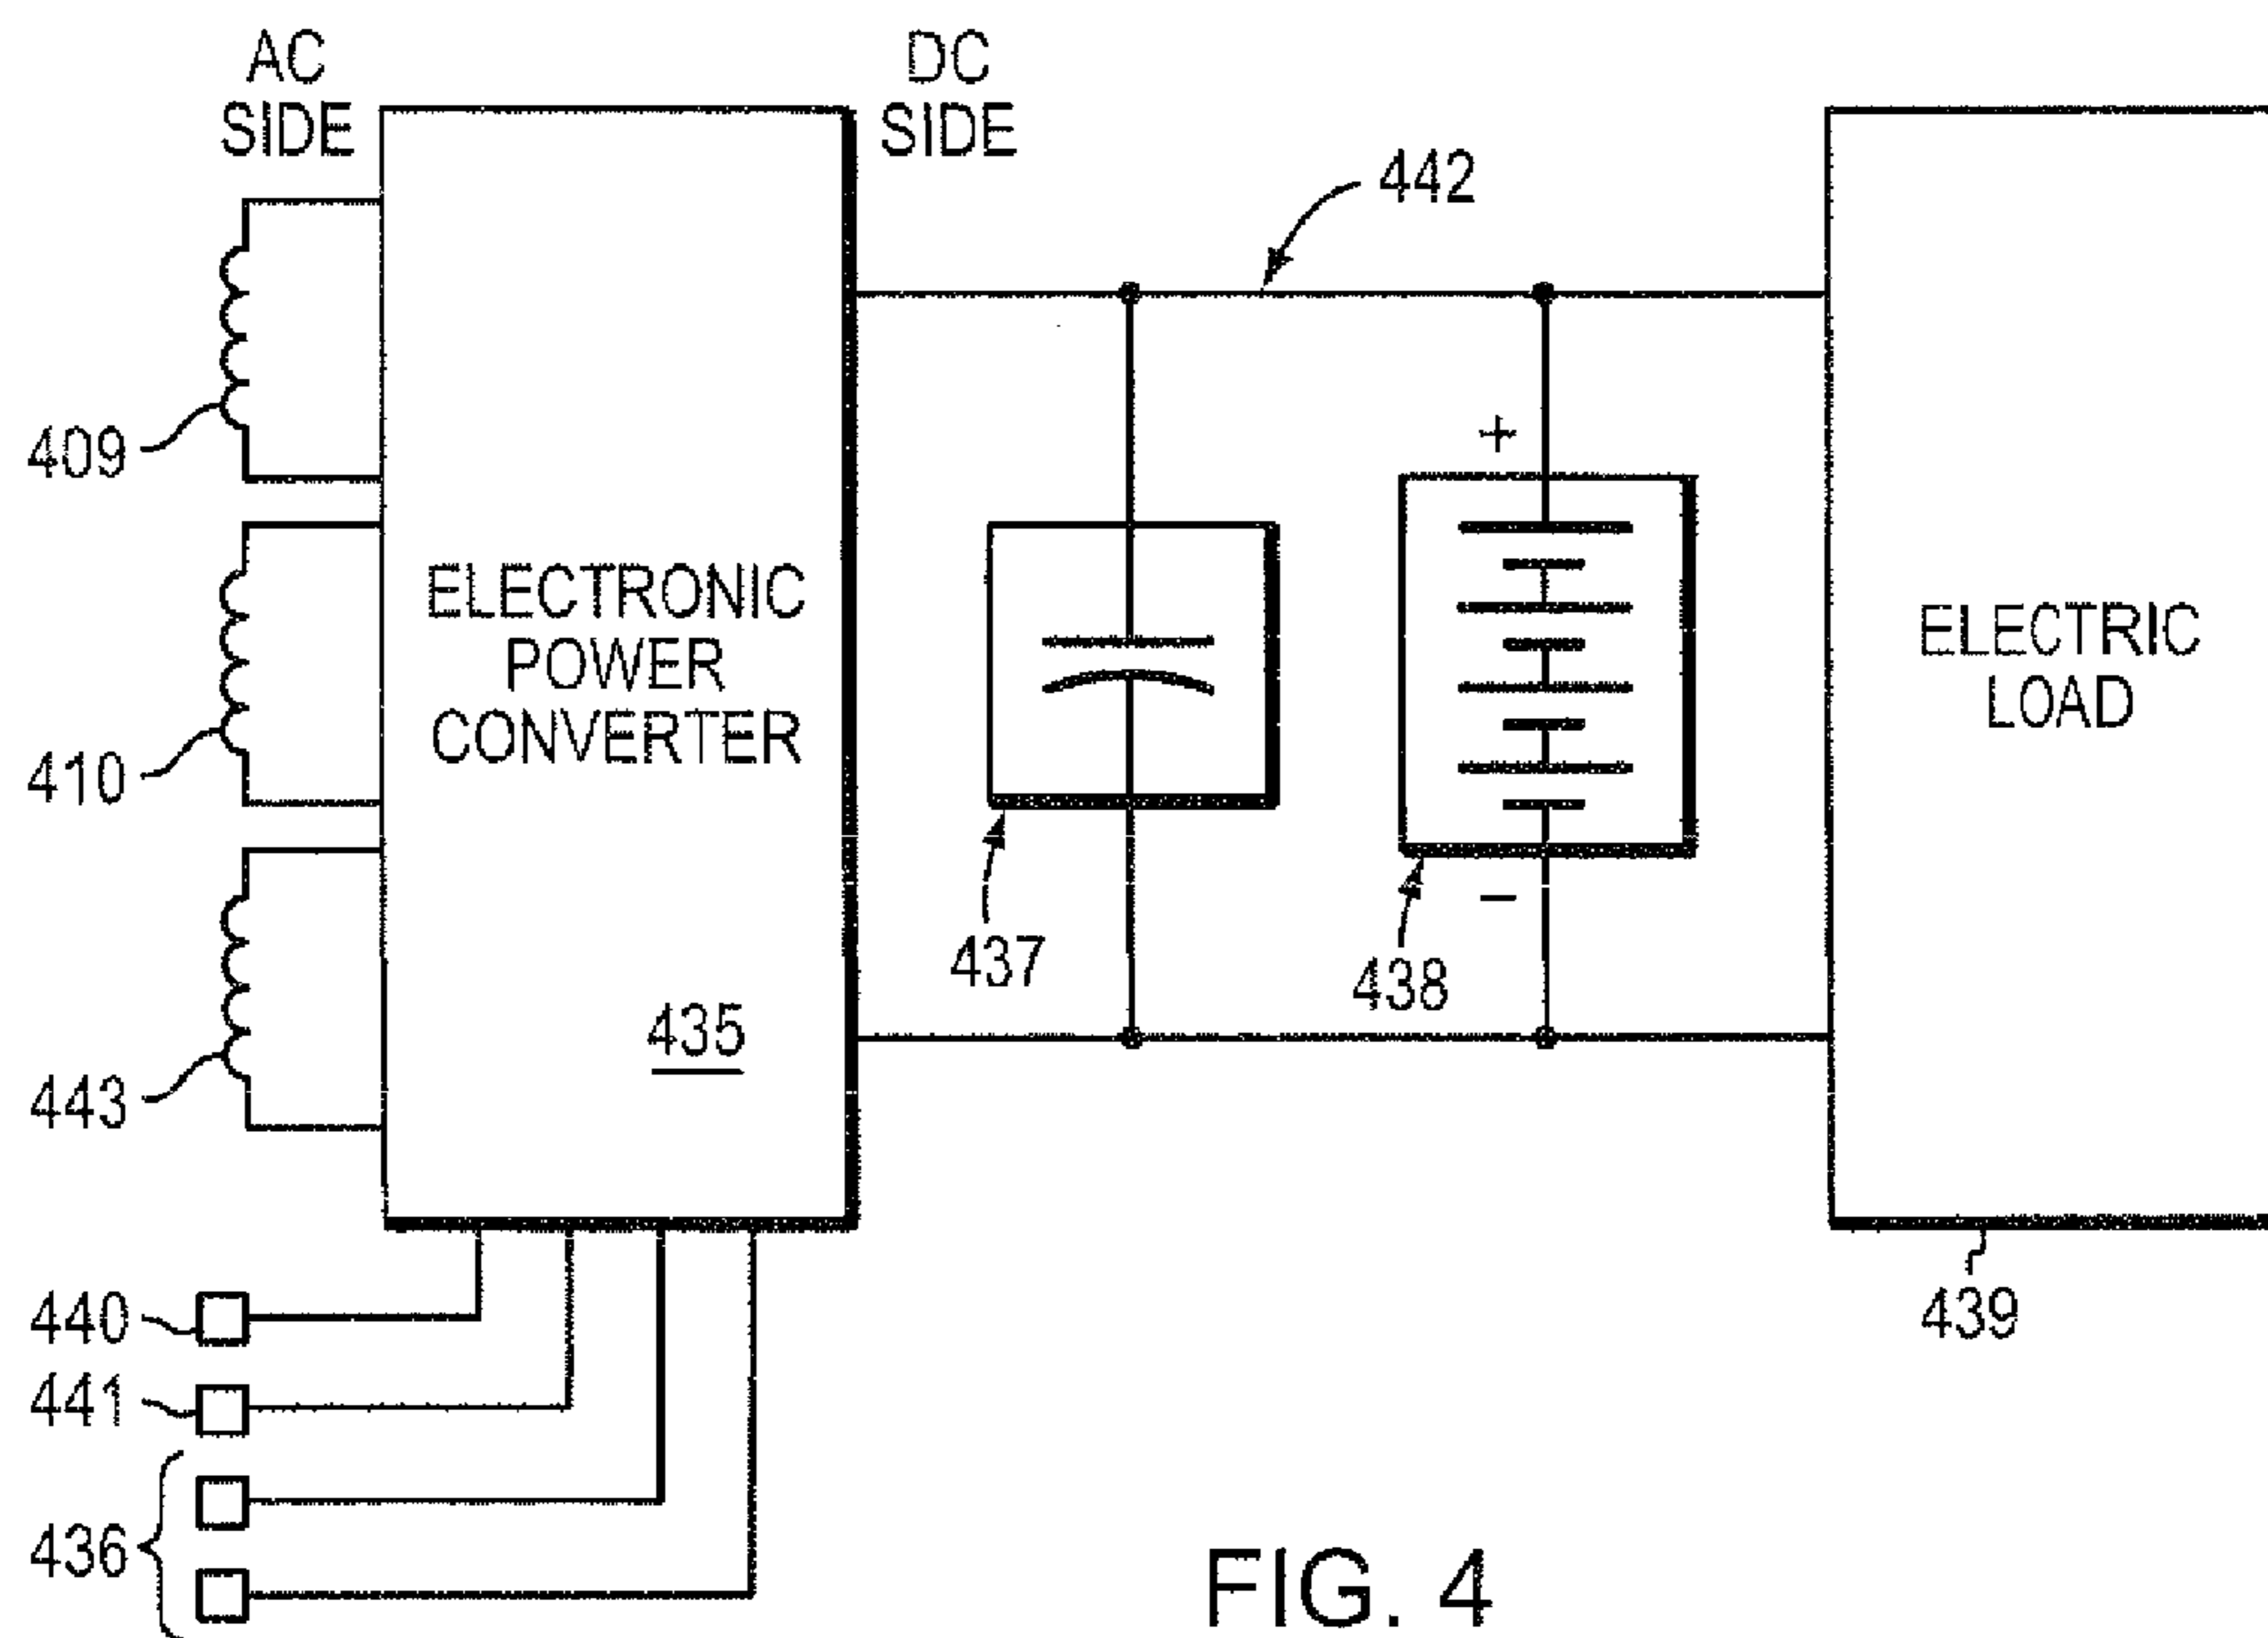 AC
SIDE
DC
SIDE
442
409
ELECTRONIC
POWER
CONVERTER
+
ELECTRIC
LOAD
410
−
437
438
435
443
440
439
441
436
FIG. 4